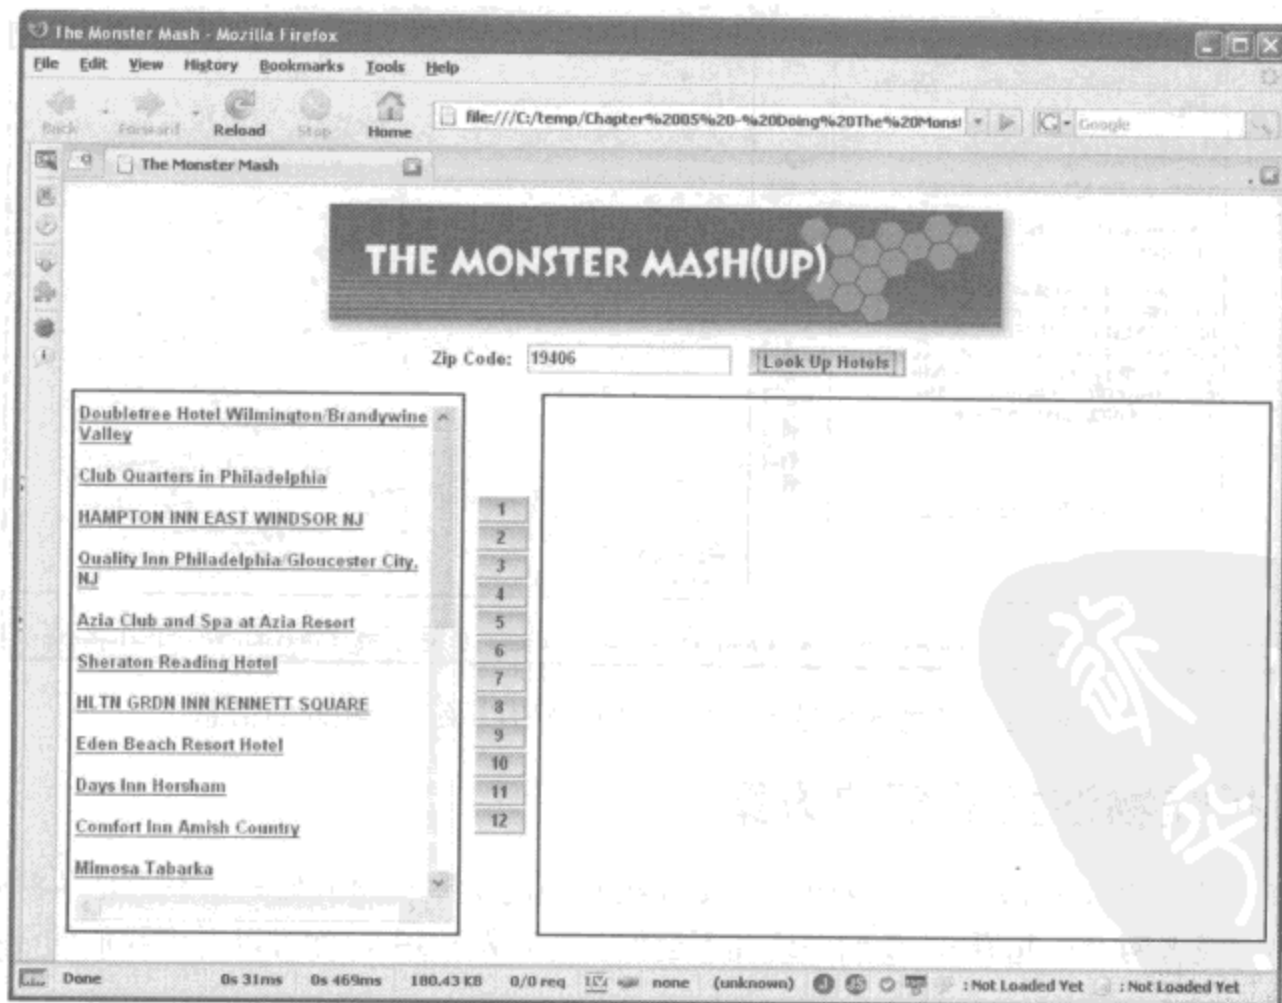 The Monster Mash - Mozilla Firefox
File Edit View History Bookmarks Tools Help
Back Forward Reload Stop Home
file:///C:/temp/Chapter%2005%20-%20Doing%20The%20Mons
Google
The Monster Mash
THE MONSTER MASH(UP)
Zip Code: 19406 Look Up Hotels
Doubletree Hotel Wilmington/Brandywine
Valley
Club Quarters in Philadelphia
HAMPTON INN EAST WINDSOR NJ
Quality Inn Philadelphia/Gloucester City,
NJ
Azia Club and Spa at Azia Resort
Sheraton Reading Hotel
HLTN GRDN INN KENNETT SQUARE
Eden Beach Resort Hotel
Days Inn Horsham
Comfort Inn Amish Country
Mimosa Tabarka
1
2
3
4
5
6
7
8
9
10
11
12
Done 0s 31ms 0s 469ms 180.43 KB 0/0 req none (unknown) : Not Loaded Yet : Not Loaded Yet